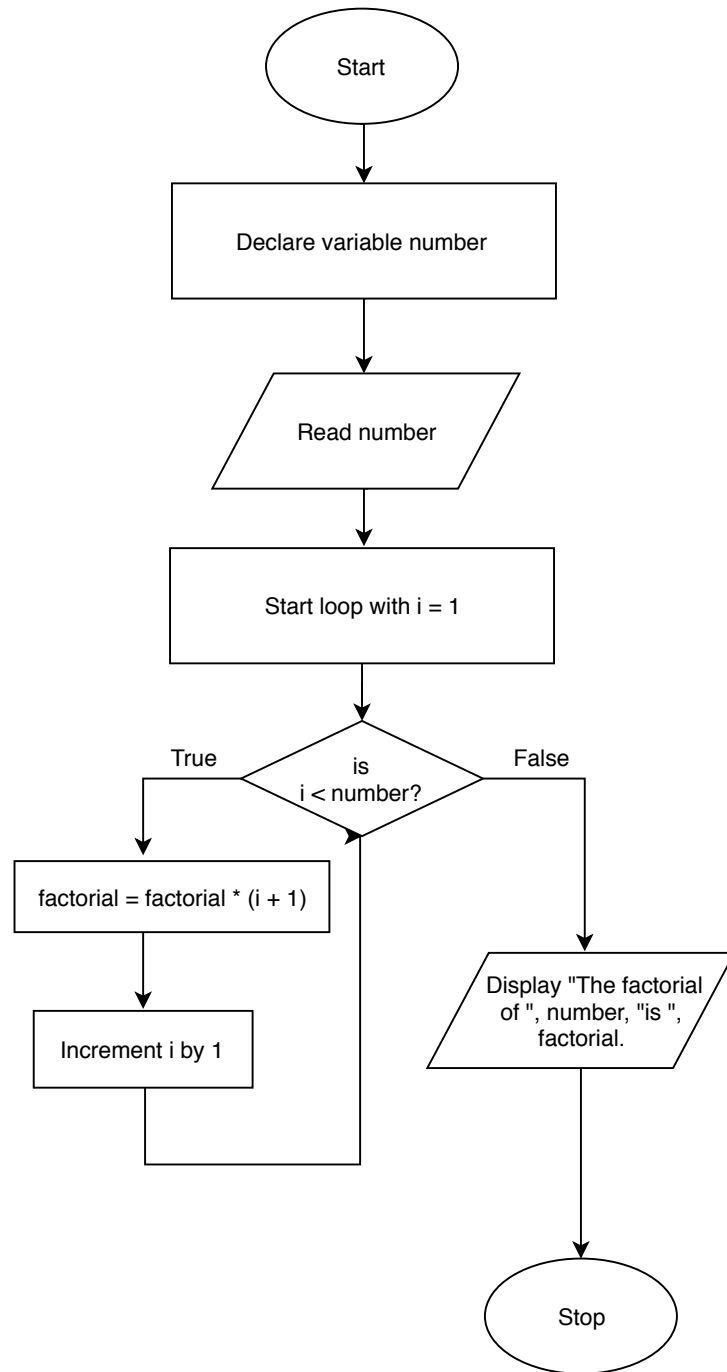 Start
Declare variable number
Read number
Start loop with i = 1
is
i < number?
True
False
factorial = factorial * (i + 1)
Increment i by 1
Display "The factorial
of ", number, "is ",
factorial.
Stop